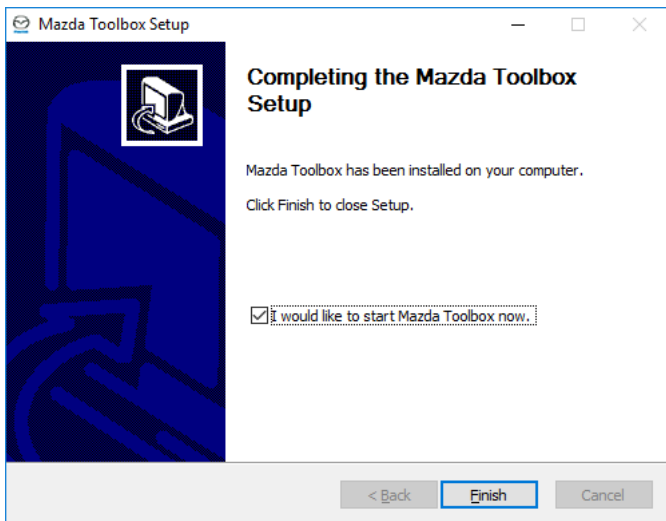 Mazda Toolbox Setup
Completing the Mazda Toolbox
Setup
Mazda Toolbox has been installed on your computer.
Click Finish to close Setup.
I would like to start Mazda Toolbox now.
< Back Finish Cancel